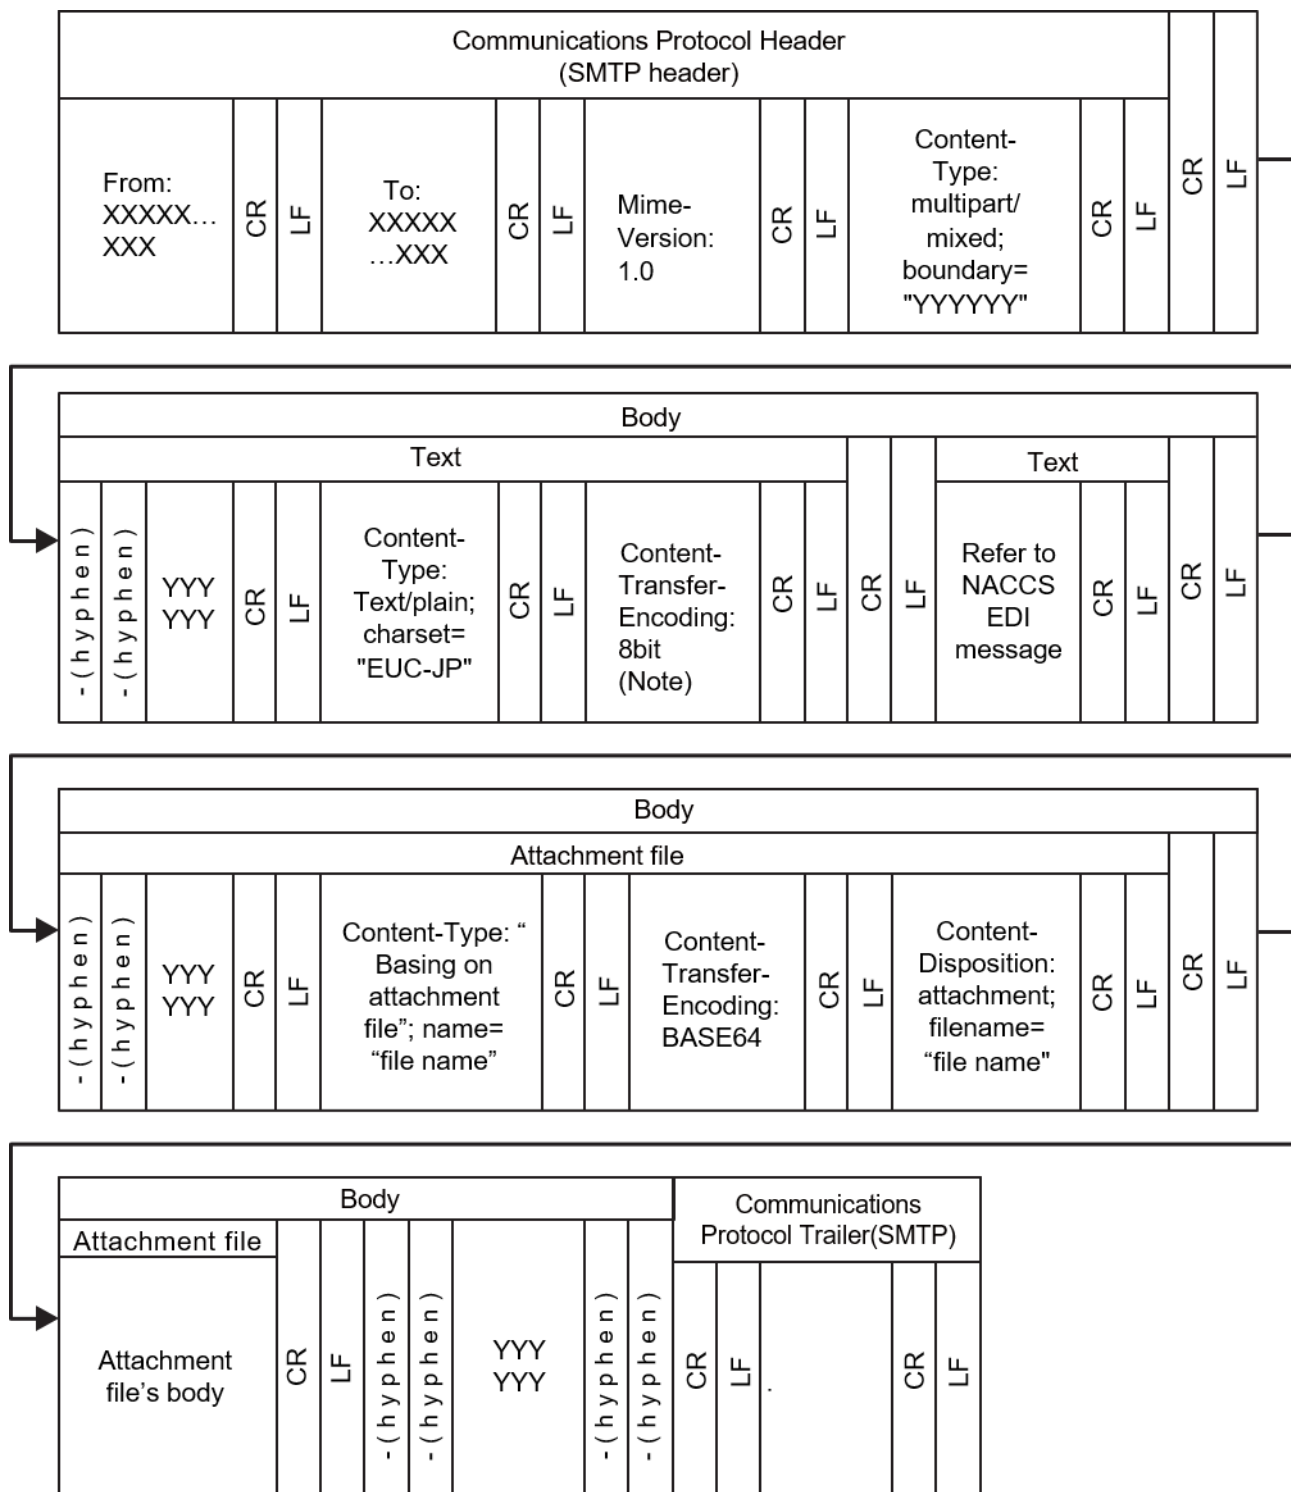 Communications Protocol Header
(SMTP header)
From:
XXXXX...
XXX
CR
LF
To:
XXXXX
...XXX
CR
LF
Mime-
Version:
1.0
CR
LF
Content-
Type:
multipart/
mixed;
boundary=
"YYYYYY"
CR
LF
CR
LF
Body
Text
-(hyphen)
-(hyphen)
YYY
YYY
CR
LF
Content-
Type:
Text/plain;
charset=
"EUC-JP"
CR
LF
Content-
Transfer-
Encoding:
8bit
(Note)
CR
LF
CR
LF
Text
Refer to
NACCS
EDI
message
CR
LF
CR
LF
Body
Attachment file
-(hyphen)
-(hyphen)
YYY
YYY
CR
LF
Content-Type: “
Basing on
attachment
file”; name=
“file name”
CR
LF
Content-
Transfer-
Encoding:
BASE64
CR
LF
Content-
Disposition:
attachment;
filename=
“file name"
CR
LF
CR
LF
Body
Attachment file
Attachment
file’s body
CR
LF
-(hyphen)
-(hyphen)
YYY
YYY
-(hyphen)
-(hyphen)
Communications
Protocol Trailer(SMTP)
CR
LF
.
CR
LF